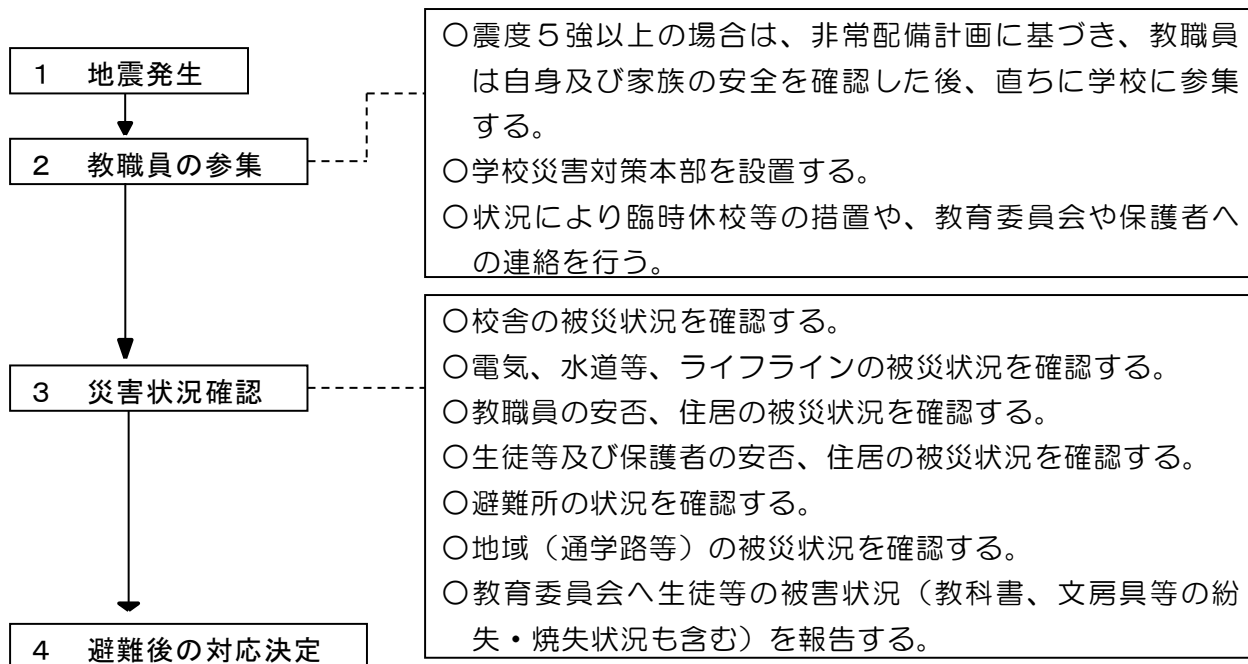 1 地震発生
2 教職員の参集
○震度５強以上の場合は、非常配備計画に基づき、教職員
は自身及び家族の安全を確認した後、直ちに学校に参集
する。
○学校災害対策本部を設置する。
○状況により臨時休校等の措置や、教育委員会や保護者へ
の連絡を行う。
3 災害状況確認
○校舎の被災状況を確認する。
○電気、水道等、ライフラインの被災状況を確認する。
○教職員の安否、住居の被災状況を確認する。
○生徒等及び保護者の安否、住居の被災状況を確認する。
○避難所の状況を確認する。
○地域（通学路等）の被災状況を確認する。
○教育委員会へ生徒等の被害状況（教科書、文房具等の紛
失・焼失状況も含む）を報告する。
4 避難後の対応決定